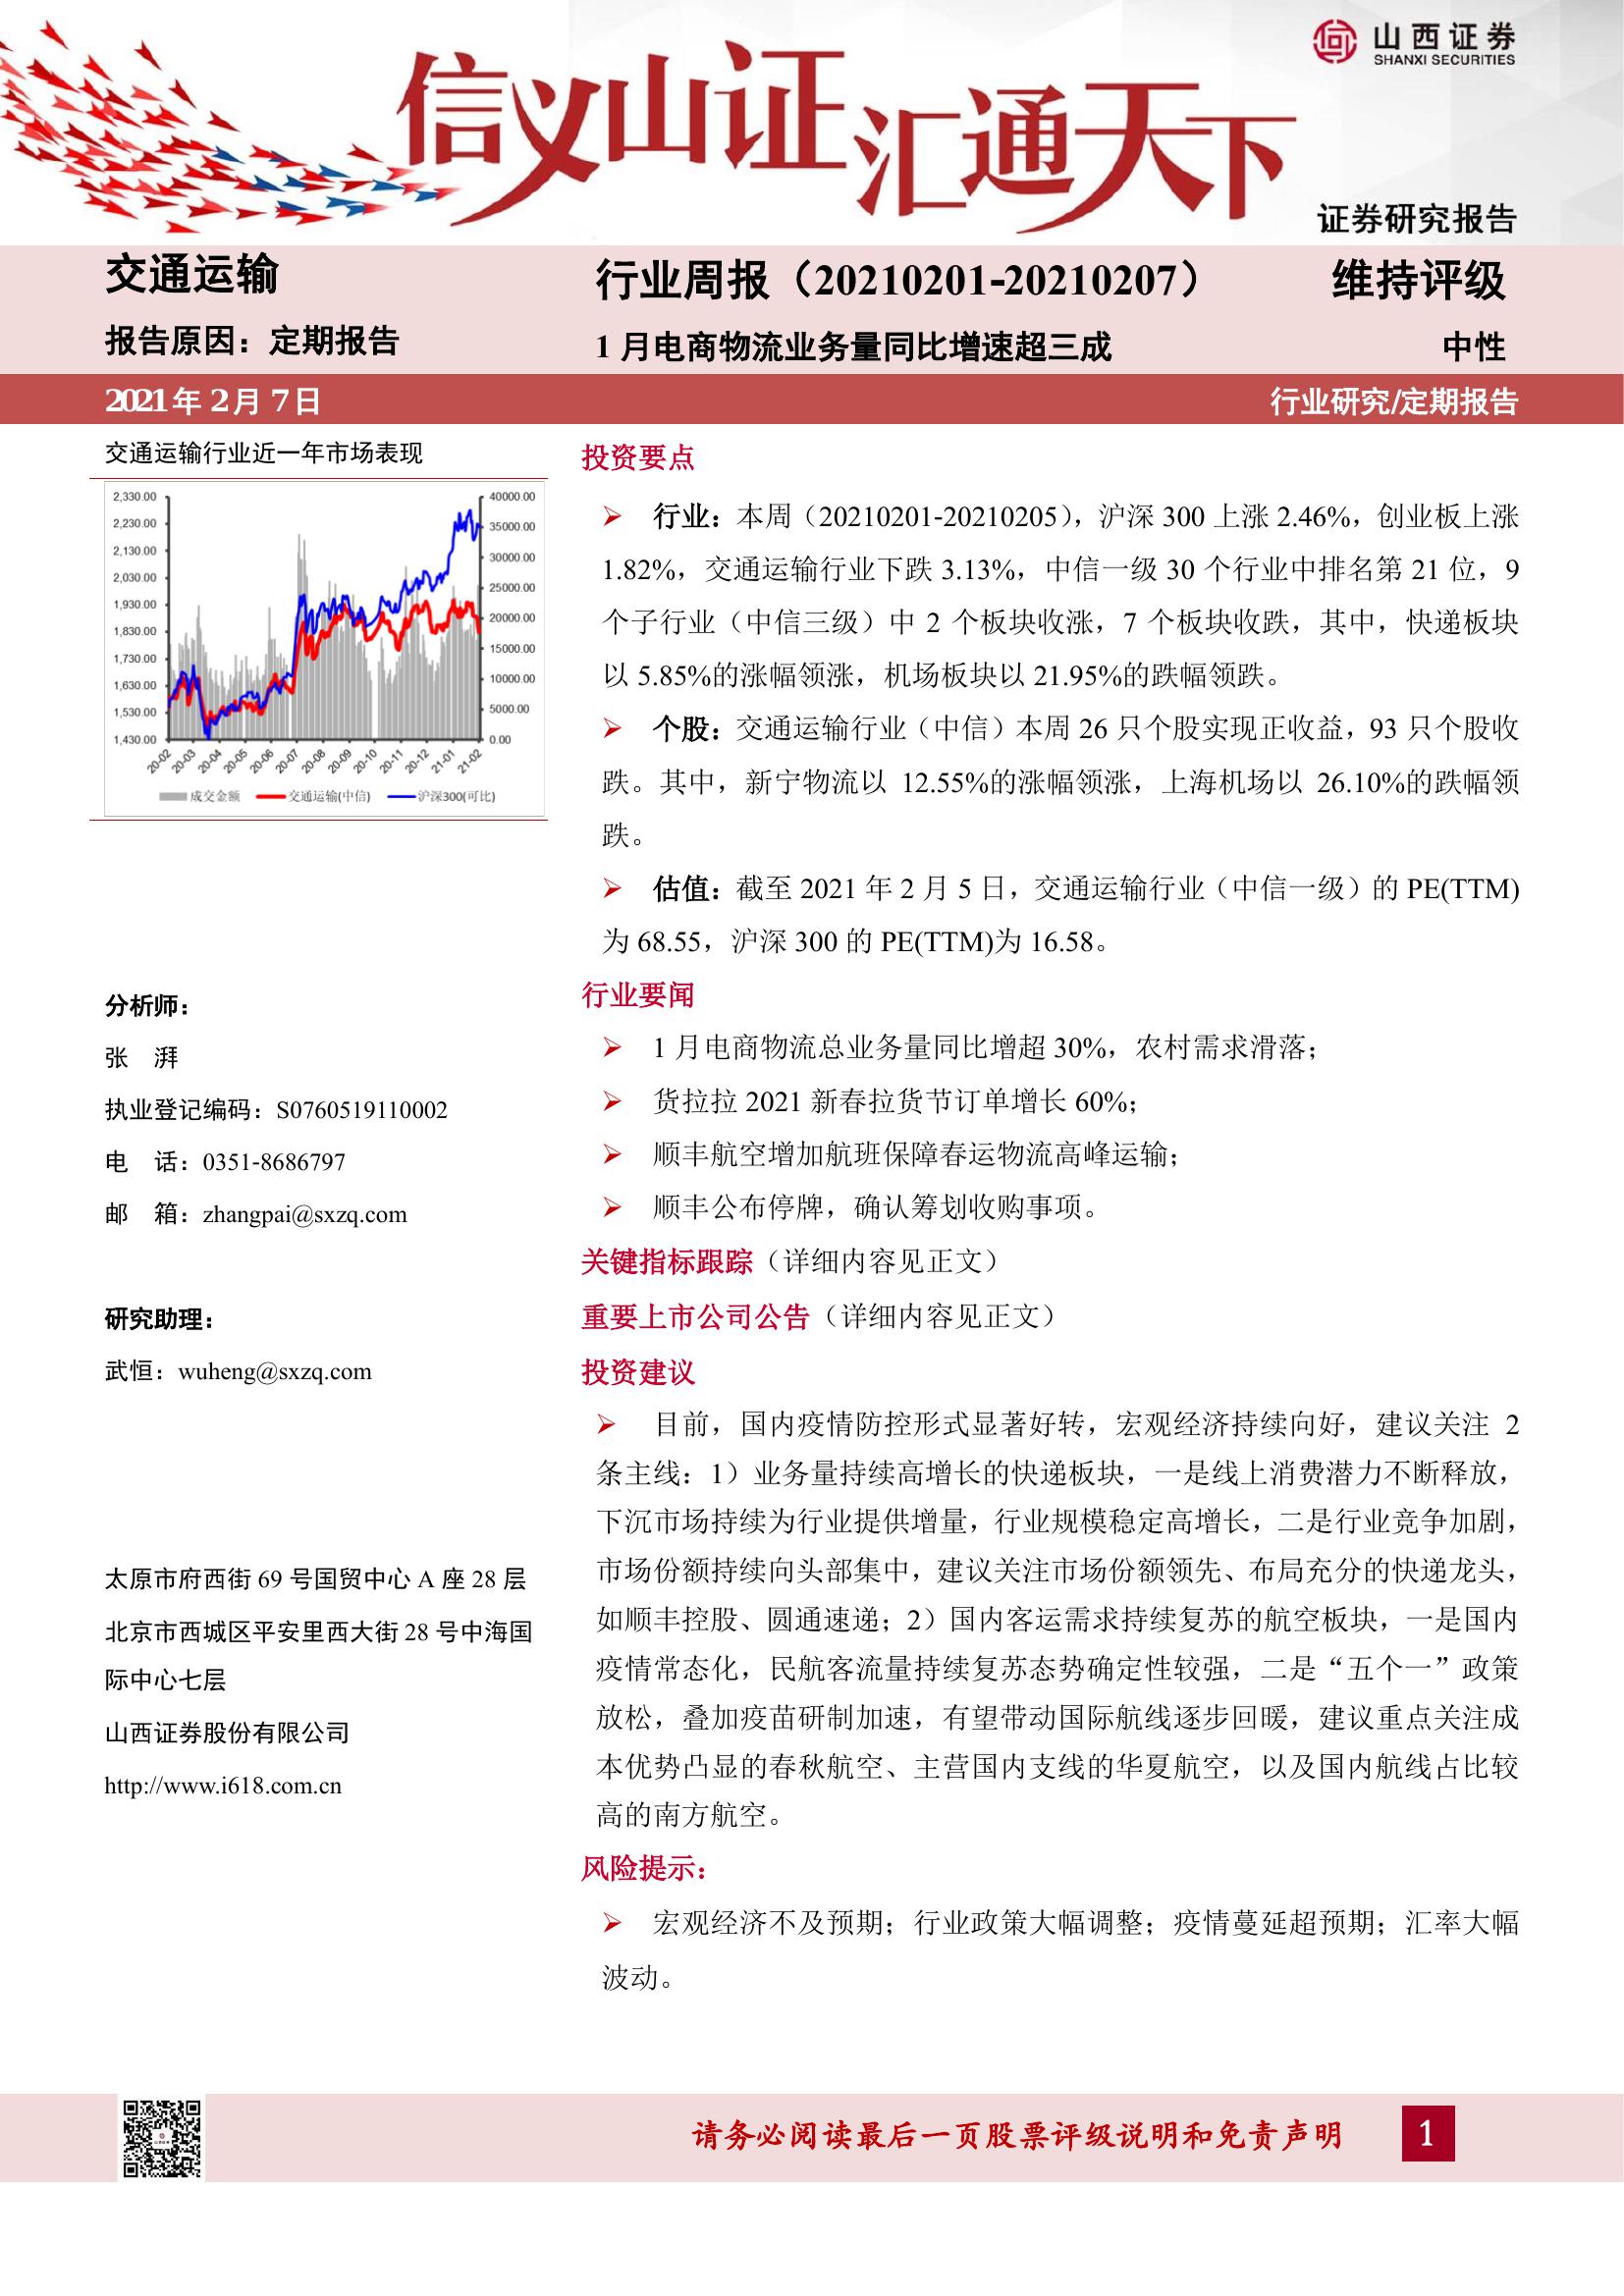 信义山证汇通天下
山西证券
SHANXI SECURITIES
证券研究报告
交通运输
行业周报（20210201-20210207）
维持评级
报告原因：定期报告
1 月电商物流业务量同比增速超三成
中性
2021 年 2 月 7 日
行业研究/定期报告
交通运输行业近一年市场表现
2,330.00
2,230.00
2,130.00
2,030.00
1,930.00
1,830.00
1,730.00
1,630.00
1,530.00
1,430.00
40000.00
35000.00
30000.00
25000.00
20000.00
15000.00
10000.00
5000.00
0.00
20-02 20-03 20-04 20-05 20-06 20-07 20-08 20-09 20-10 20-11 20-12 21-01 21-02
成交金额 交通运输(中信) 沪深300(可比)
分析师：
张 湃
执业登记编码：S0760519110002
电 话：0351-8686797
邮 箱：zhangpai@sxzq.com
研究助理：
武恒：wuheng@sxzq.com
太原市府西街 69 号国贸中心 A 座 28 层
北京市西城区平安里西大街 28 号中海国
际中心七层
山西证券股份有限公司
http://www.i618.com.cn
投资要点
➢ 行业：本周（20210201-20210205），沪深 300 上涨 2.46%，创业板上涨
1.82%，交通运输行业下跌 3.13%，中信一级 30 个行业中排名第 21 位，9
个子行业（中信三级）中 2 个板块收涨，7 个板块收跌，其中，快递板块
以 5.85%的涨幅领涨，机场板块以 21.95%的跌幅领跌。
➢ 个股：交通运输行业（中信）本周 26 只个股实现正收益，93 只个股收
跌。其中，新宁物流以 12.55%的涨幅领涨，上海机场以 26.10%的跌幅领
跌。
➢ 估值：截至 2021 年 2 月 5 日，交通运输行业（中信一级）的 PE(TTM)
为 68.55，沪深 300 的 PE(TTM)为 16.58。
行业要闻
➢ 1 月电商物流总业务量同比增超 30%，农村需求滑落；
➢ 货拉拉 2021 新春拉货节订单增长 60%；
➢ 顺丰航空增加航班保障春运物流高峰运输；
➢ 顺丰公布停牌，确认筹划收购事项。
关键指标跟踪（详细内容见正文）
重要上市公司公告（详细内容见正文）
投资建议
➢ 目前，国内疫情防控形式显著好转，宏观经济持续向好，建议关注 2
条主线：1）业务量持续高增长的快递板块，一是线上消费潜力不断释放，
下沉市场持续为行业提供增量，行业规模稳定高增长，二是行业竞争加剧，
市场份额持续向头部集中，建议关注市场份额领先、布局充分的快递龙头，
如顺丰控股、圆通速递；2）国内客运需求持续复苏的航空板块，一是国内
疫情常态化，民航客流量持续复苏态势确定性较强，二是“五个一”政策
放松，叠加疫苗研制加速，有望带动国际航线逐步回暖，建议重点关注成
本优势凸显的春秋航空、主营国内支线的华夏航空，以及国内航线占比较
高的南方航空。
风险提示：
➢ 宏观经济不及预期；行业政策大幅调整；疫情蔓延超预期；汇率大幅
波动。
请务必阅读最后一页股票评级说明和免责声明
1